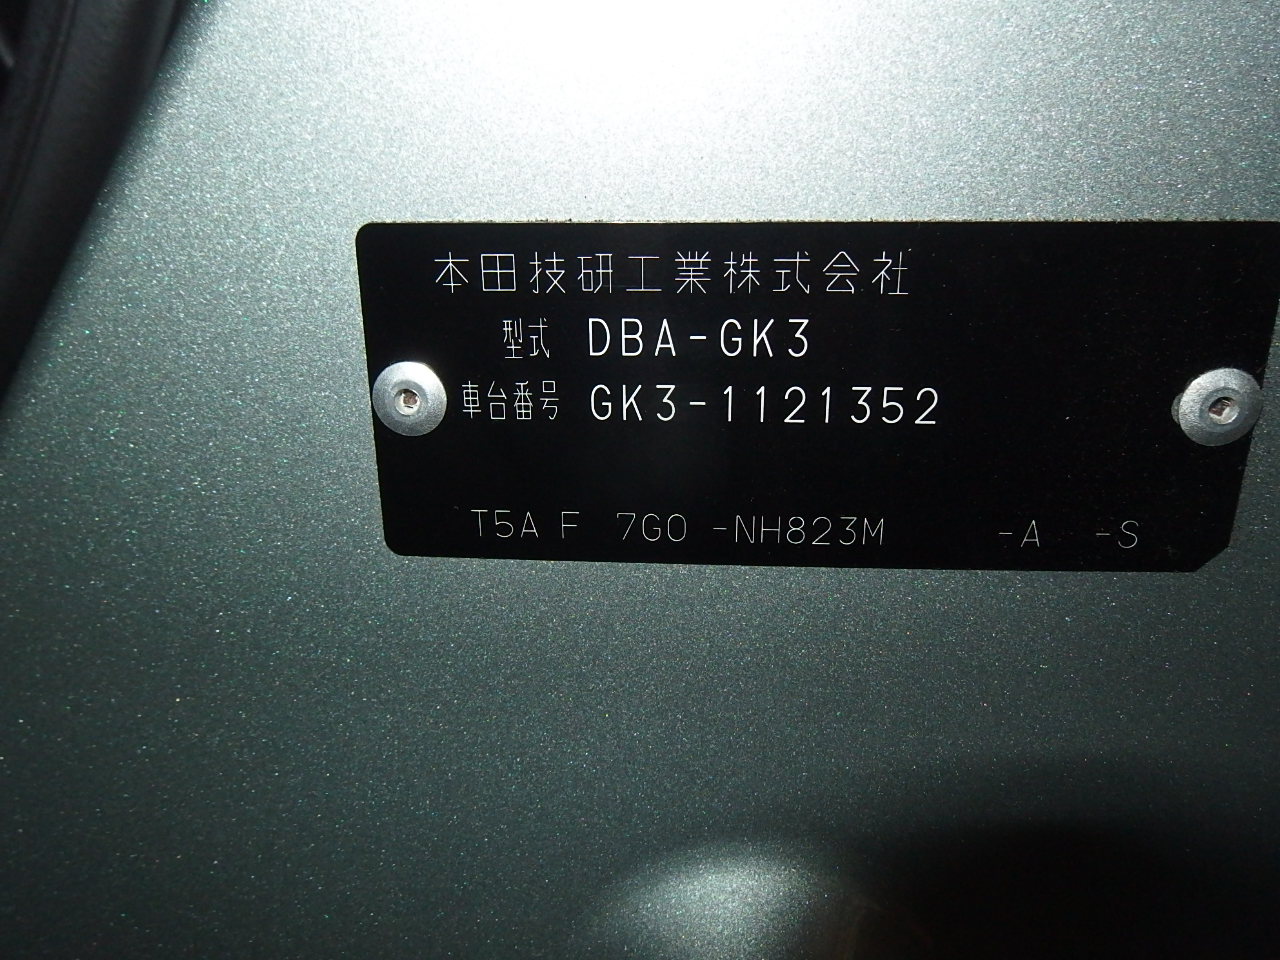 本田技研工業株式会社
型式 DBA-GK3
車台番号 GK3-1121352
T5A F 7G0 -NH823M -A -S